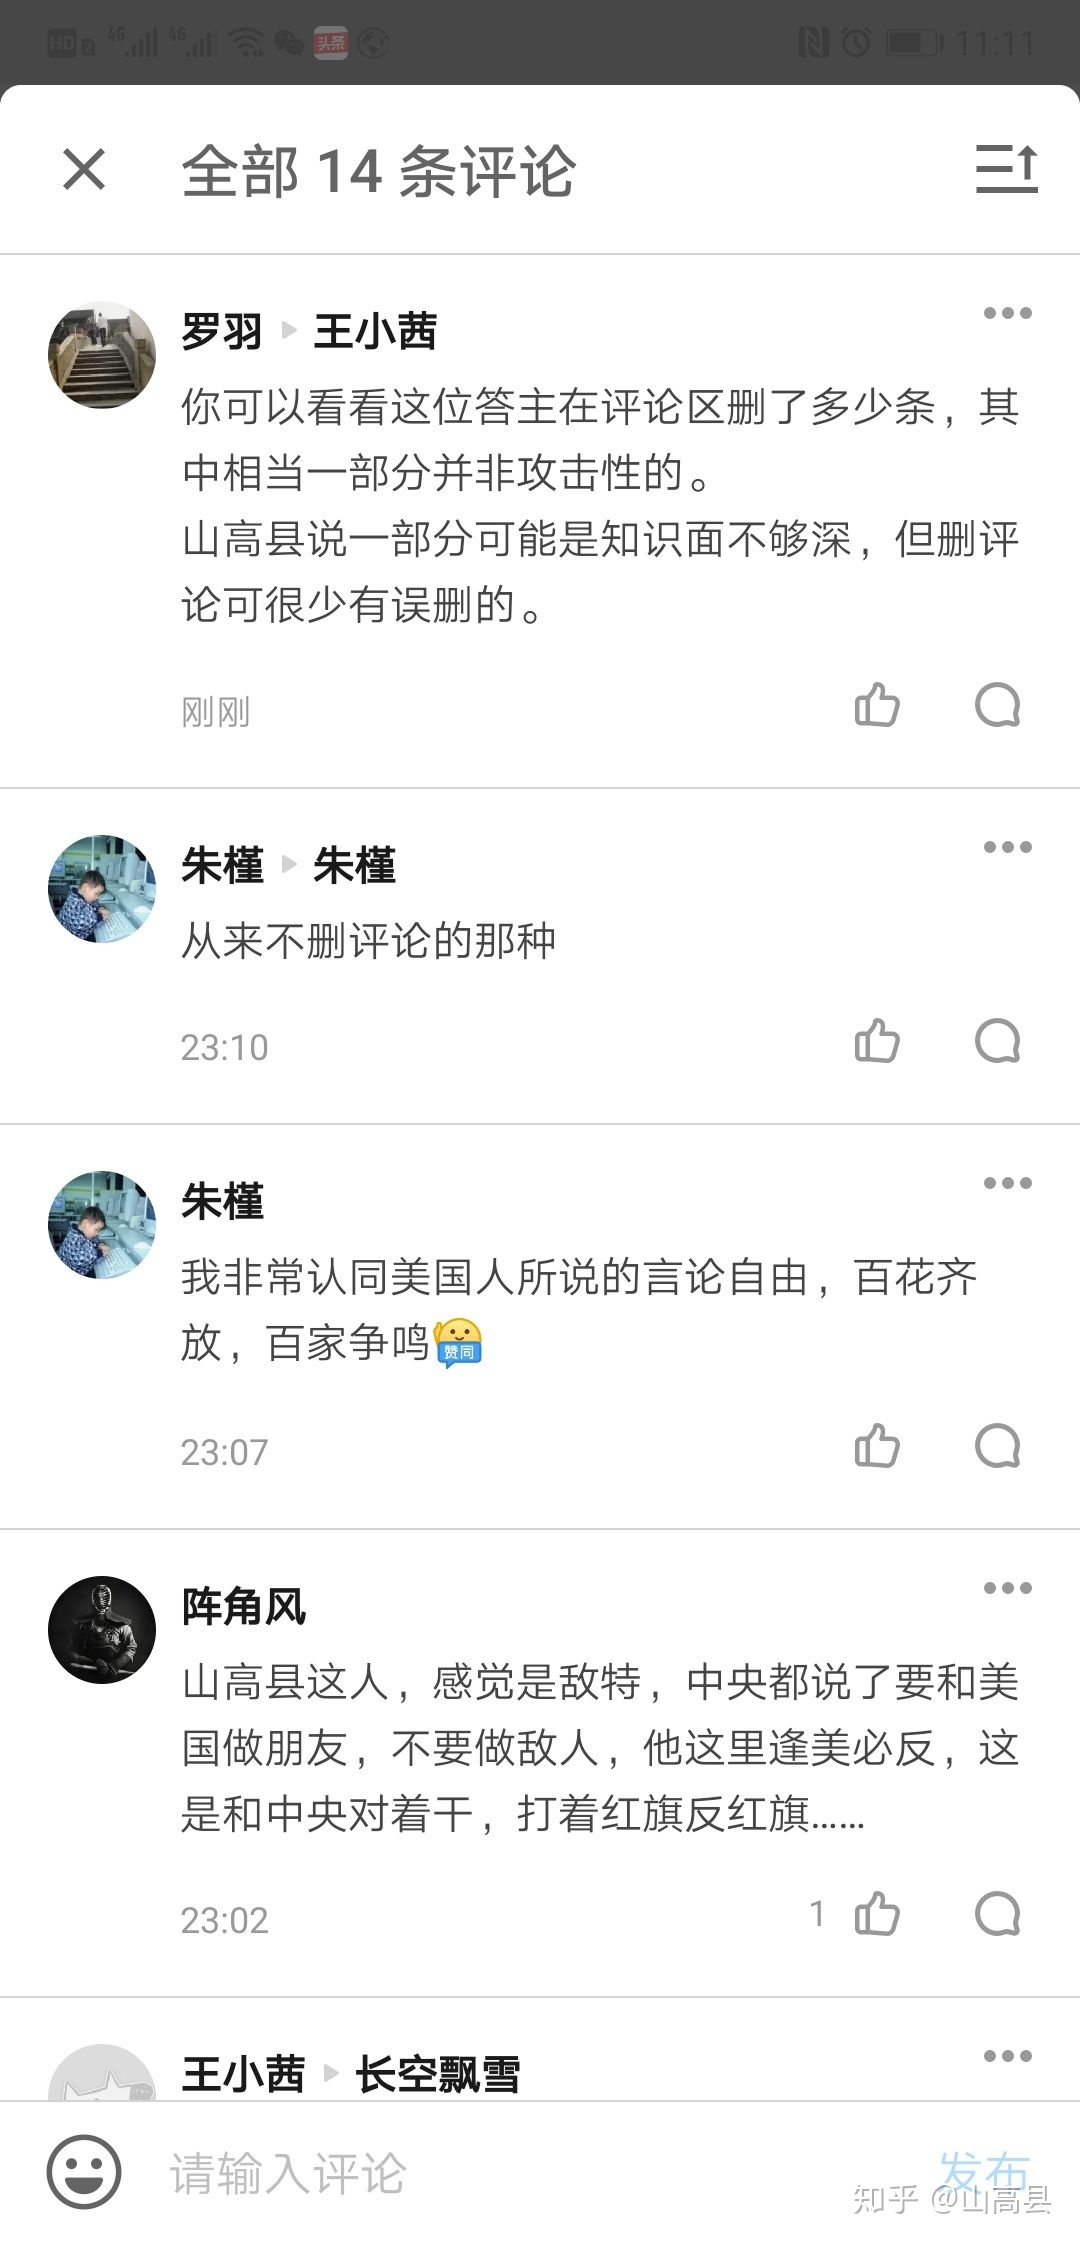 HD 2 4G 4G 头条 11:11
全部 14 条评论
罗羽 王小茜
你可以看看这位答主在评论区删了多少条，其
中相当一部分并非攻击性的。
山高县说一部分可能是知识面不够深，但删评
论可很少有误删的。
刚刚
朱槿 朱槿
从来不删评论的那种
23:10
朱槿
我非常认同美国人所说的言论自由，百花齐
放，百家争鸣
赞同
23:07
阵角风
山高县这人，感觉是敌特，中央都说了要和美
国做朋友，不要做敌人，他这里逢美必反，这
是和中央对着干，打着红旗反红旗……
23:02 1
王小茜 长空飘雪
请输入评论 发布
知乎 @山高县